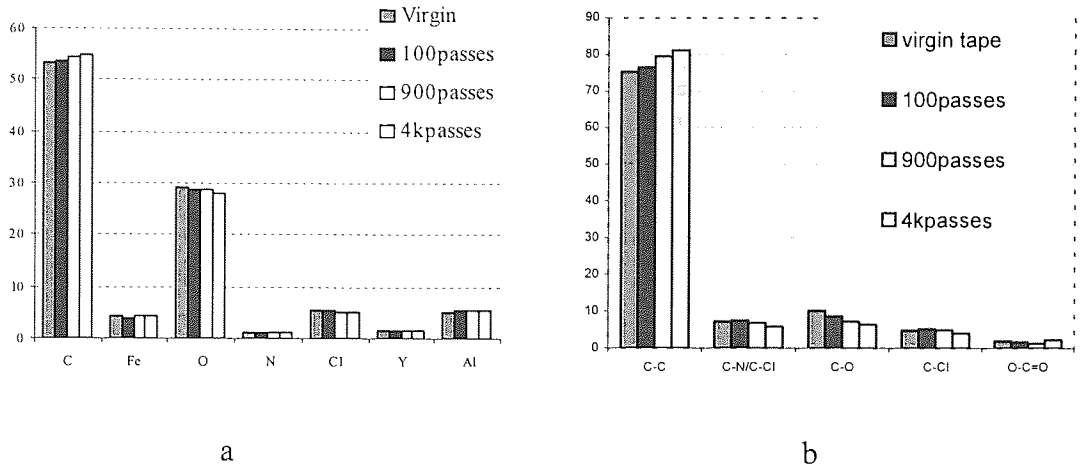 60
50
40
30
20
10
0
C Fe O N Cl Y Al
Virgin
100passes
900passes
4kpasses
a
90
80
70
60
50
40
30
20
10
0
C-C C-N/C-Cl C-O C-Cl O-C=O
virgin tape
100passes
900passes
4kpasses
b